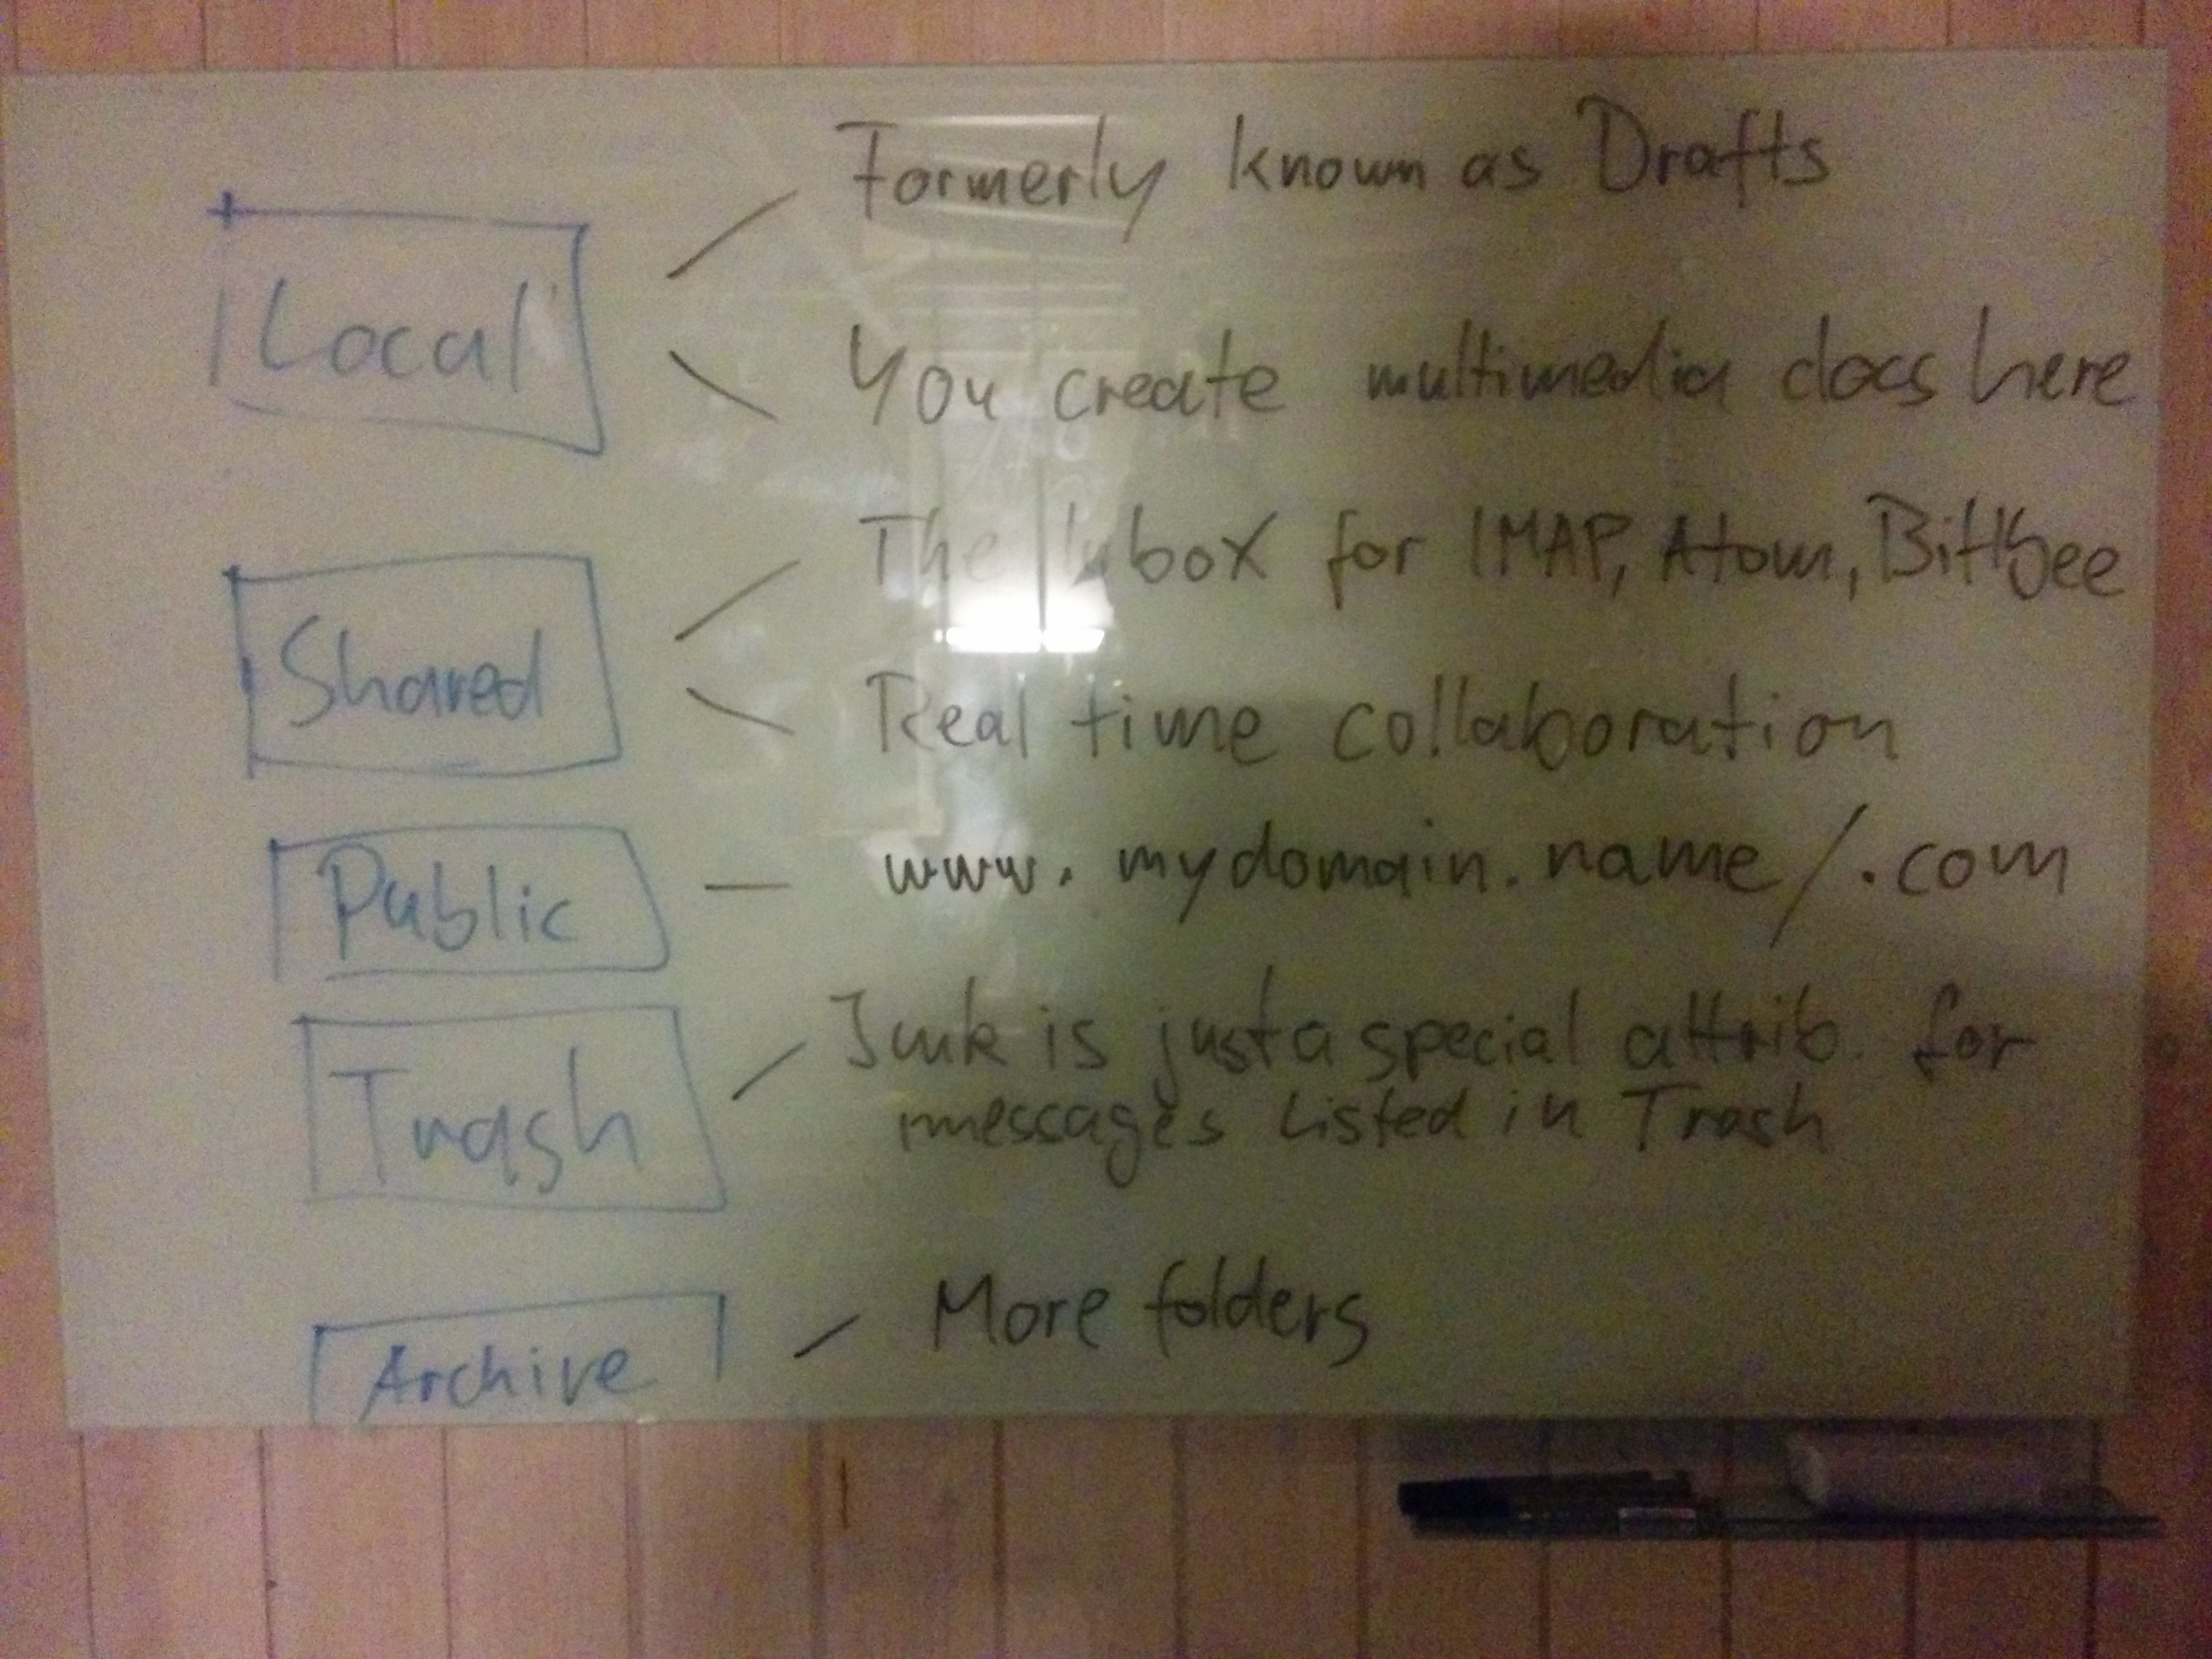 Formerly known as Drafts
Local
You create multimedia docs here
The Inbox for IMAP, Atom, BitlBee
Shared
Real time collaboration
Public
www.mydomain.name/.com
Junk is just a special attrib. for
messages listed in Trash
Trash
More folders
Archive